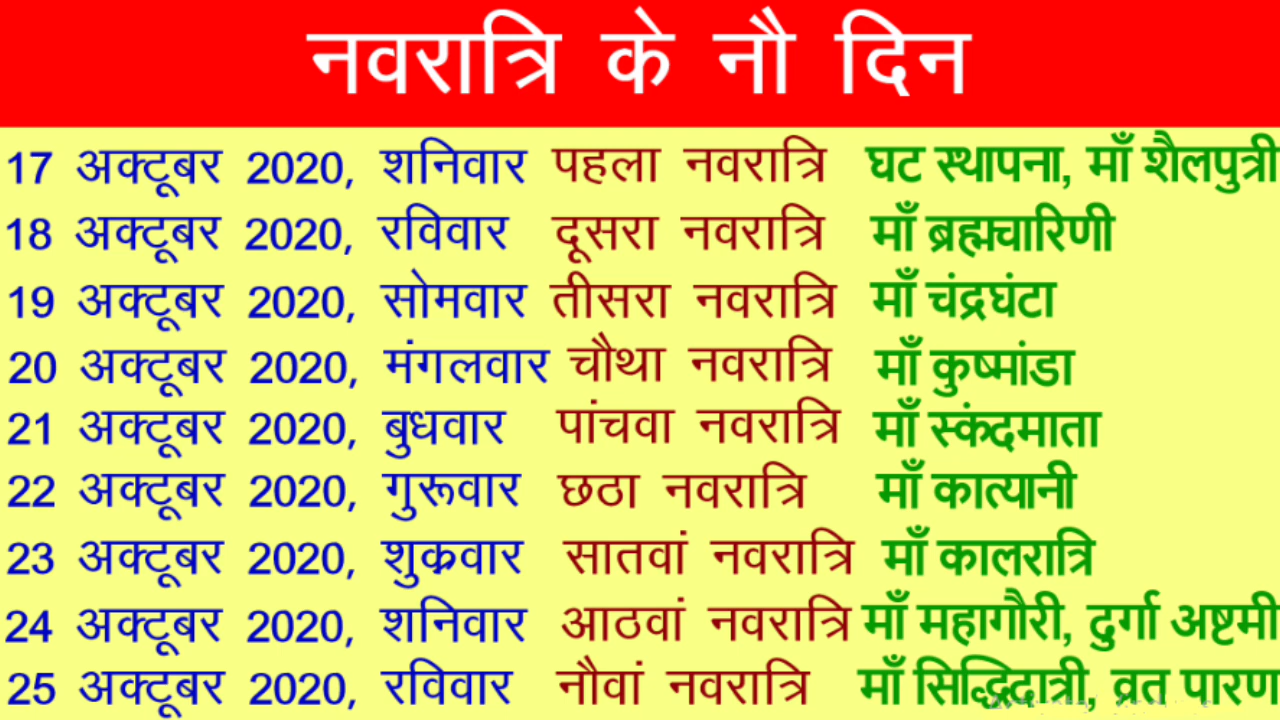 नवरात्रि के नौ दिन
17 अक्टूबर 2020, शनिवार पहला नवरात्रि घट स्थापना, माँ शैलपुत्री
18 अक्टूबर 2020, रविवार दूसरा नवरात्रि माँ ब्रह्मचारिणी
19 अक्टूबर 2020, सोमवार तीसरा नवरात्रि माँ चंद्रघंटा
20 अक्टूबर 2020, मंगलवार चौथा नवरात्रि माँ कुष्मांडा
21 अक्टूबर 2020, बुधवार पांचवा नवरात्रि माँ स्कंदमाता
22 अक्टूबर 2020, गुरूवार छठा नवरात्रि माँ कात्यानी
23 अक्टूबर 2020, शुक्रवार सातवां नवरात्रि माँ कालरात्रि
24 अक्टूबर 2020, शनिवार आठवां नवरात्रि माँ महागौरी, दुर्गा अष्टमी
25 अक्टूबर 2020, रविवार नौवां नवरात्रि माँ सिद्धिदात्री, व्रत पारण